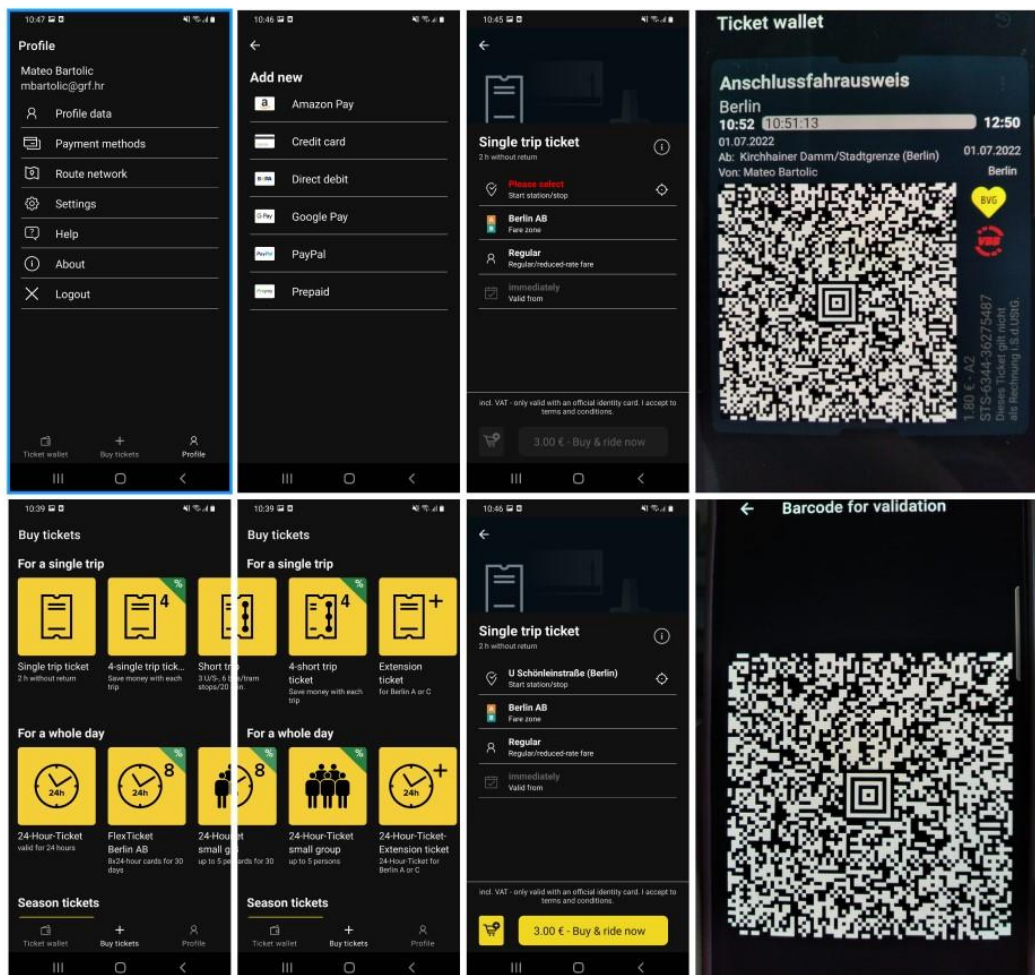 10:47
Profile
Mateo Bartolic
mbartolic@grf.hr
Profile data
Payment methods
Route network
Settings
Help
About
Logout
Ticket wallet
Buy tickets
Profile
10:46
Add new
Amazon Pay
Credit card
Direct debit
Google Pay
PayPal
Prepaid
10:45
Single trip ticket
2 h without return
Please select
Start station/stop
Berlin AB
Fare zone
Regular
Regular/reduced-rate fare
immediately
Valid from
incl. VAT - only valid with an official identity card. I accept to
terms and conditions.
3.00 € - Buy & ride now
Ticket wallet
Anschlussfahrausweis
Berlin
10:52 10:51:13 12:50
01.07.2022 01.07.2022
Ab: Kirchhainer Damm/Stadtgrenze (Berlin)
Von: Mateo Bartolic Berlin
BVG
VBB
1.80 € - A2
STS-6344-36275487
Dieses Ticket gilt nicht
als Rechnung i.S.d.UStG.
10:39
Buy tickets
For a single trip
4
Single trip ticket
2 h without return
4-single trip tick...
Save money with each
trip
Short tr
3 U/S-, 6 b
stops/20
For a whole day
24h
24h 8
24-Hour-Ticket
valid for 24 hours
FlexTicket
Berlin AB
8x24-hour cards for 30
days
24-Hou
small g
up to 5 pe
Season tickets
Ticket wallet
Buy tickets
Profile
10:39
Buy tickets
For a single trip
4
4-short trip
ticket
Save money with each
trip
Extension
ticket
for Berlin A or C
For a whole day
8
24h
24-Hour-Ticket
small group
up to 5 persons
24-Hour-Ticket-
Extension ticket
24-Hour-Ticket for
Berlin A or C
Season tickets
Ticket wallet
Buy tickets
Profile
10:46
Single trip ticket
2 h without return
U Schönleinstraße (Berlin)
Start station/stop
Berlin AB
Fare zone
Regular
Regular/reduced-rate fare
immediately
Valid from
incl. VAT - only valid with an official identity card. I accept to
terms and conditions.
3.00 € - Buy & ride now
Barcode for validation